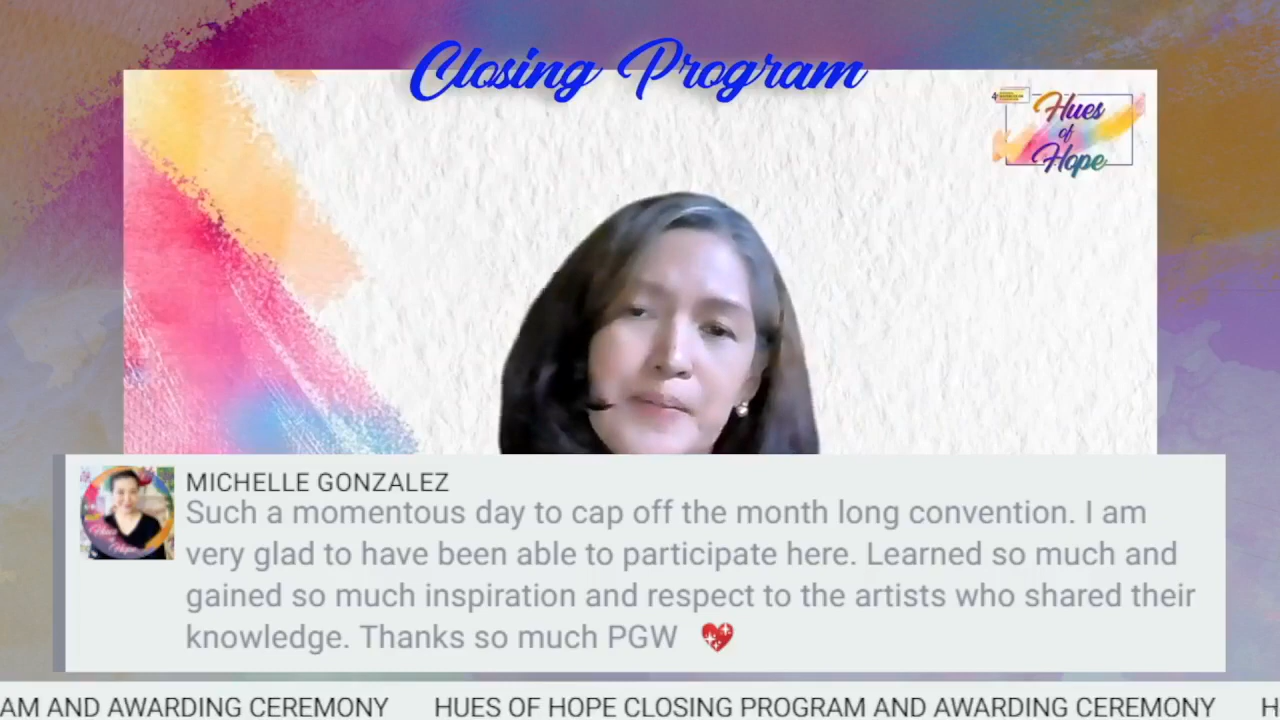 Closing Program
Hues
of
Hope
MICHELLE GONZALEZ
Such a momentous day to cap off the month long convention. I am
very glad to have been able to participate here. Learned so much and
gained so much inspiration and respect to the artists who shared their
knowledge. Thanks so much PGW 💖
AM AND AWARDING CEREMONY HUES OF HOPE CLOSING PROGRAM AND AWARDING CEREMONY H